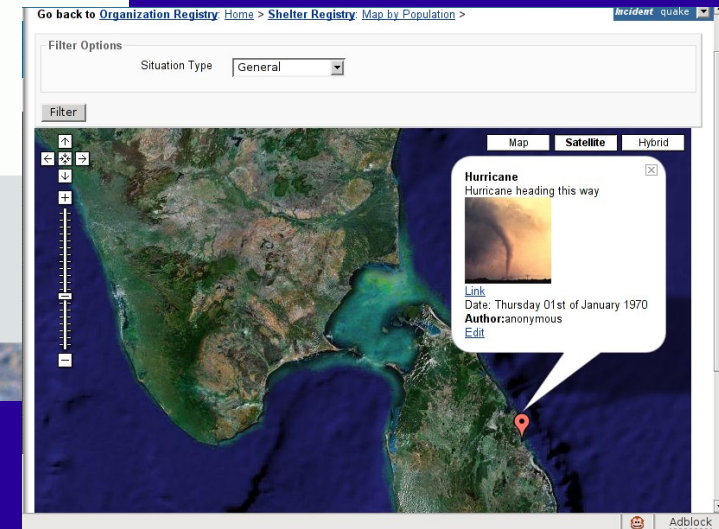 Go back to Organization Registry: Home > Shelter Registry: Map by Population >
Incident quake
Filter Options
Situation Type General
Filter
Map Satellite Hybrid
Hurricane
Hurricane heading this way
Link
Date: Thursday 01st of January 1970
Author:anonymous
Edit
Adblock